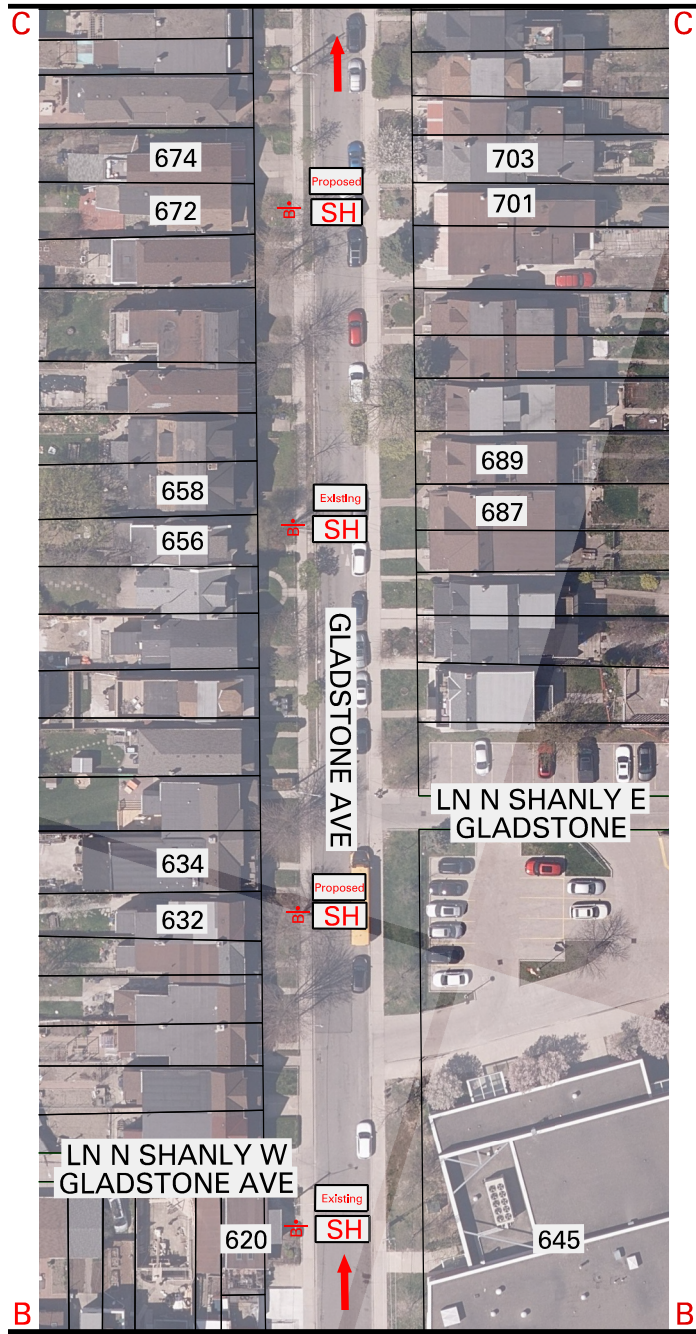 C
C
674
703
Proposed
672
B
SH
701
689
658
Existing
687
B
SH
656
GLADSTONE AVE
LN N SHANLY E
GLADSTONE
634
Proposed
632
B
SH
LN N SHANLY W
GLADSTONE AVE
Existing
620
B
SH
645
B
B